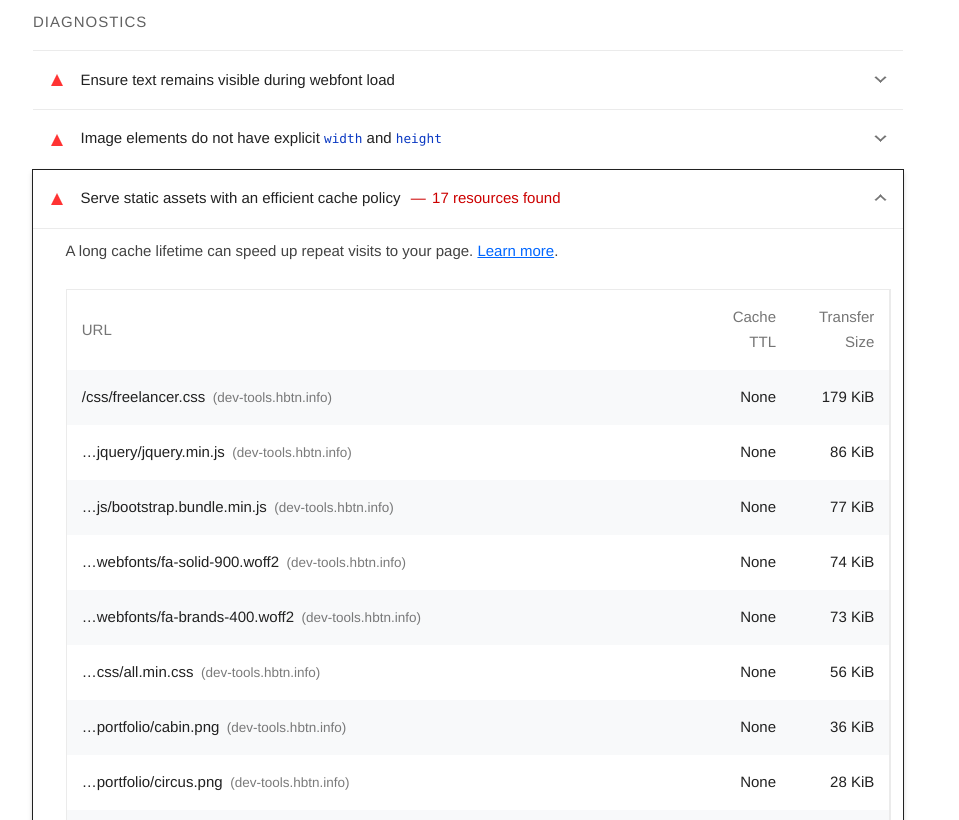 DIAGNOSTICS
Ensure text remains visible during webfont load
Image elements do not have explicit width and height
Serve static assets with an efficient cache policy — 17 resources found
A long cache lifetime can speed up repeat visits to your page. Learn more.
URL Cache TTL Transfer Size
/css/freelancer.css (dev-tools.hbtn.info) None 179 KiB
…jquery/jquery.min.js (dev-tools.hbtn.info) None 86 KiB
…js/bootstrap.bundle.min.js (dev-tools.hbtn.info) None 77 KiB
…webfonts/fa-solid-900.woff2 (dev-tools.hbtn.info) None 74 KiB
…webfonts/fa-brands-400.woff2 (dev-tools.hbtn.info) None 73 KiB
…css/all.min.css (dev-tools.hbtn.info) None 56 KiB
…portfolio/cabin.png (dev-tools.hbtn.info) None 36 KiB
…portfolio/circus.png (dev-tools.hbtn.info) None 28 KiB